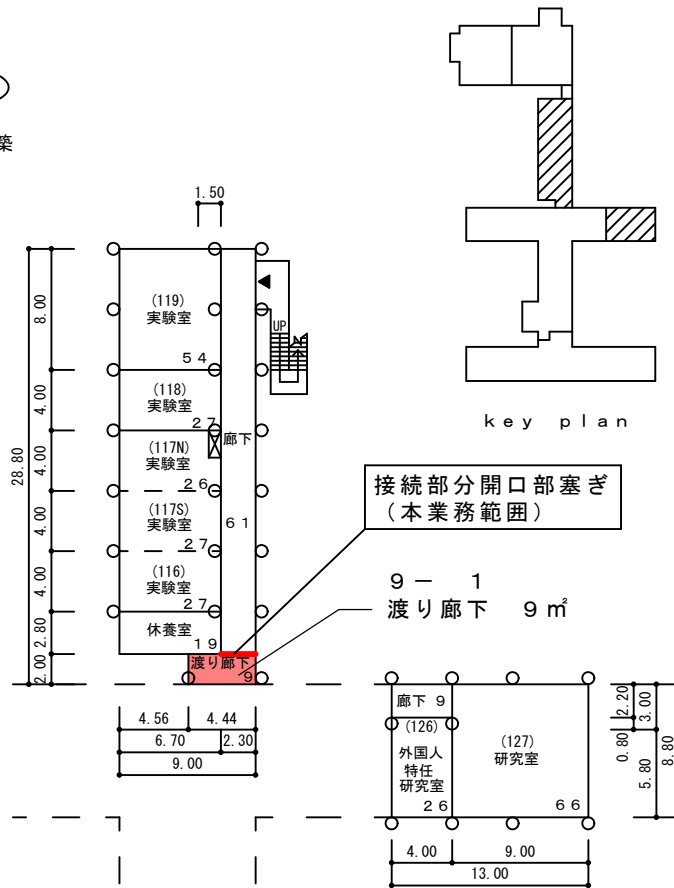 築
key plan
1.50
8.00
4.00
4.00
4.00
4.00
2.80
2.00
28.80
(119)
実験室
54
UP
(118)
実験室
27
廊下
(117N)
実験室
26
(117S)
実験室
61
27
(116)
実験室
27
休養室
19
渡り廊下
9
接続部分開口部塞ぎ
(本業務範囲)
9-1
渡り廊下 9㎡
4.56
4.44
6.70
2.30
9.00
廊下 9
(126)
外国人
特任
研究室
26
(127)
研究室
66
2.20
3.00
0.80
5.80
8.80
4.00
9.00
13.00